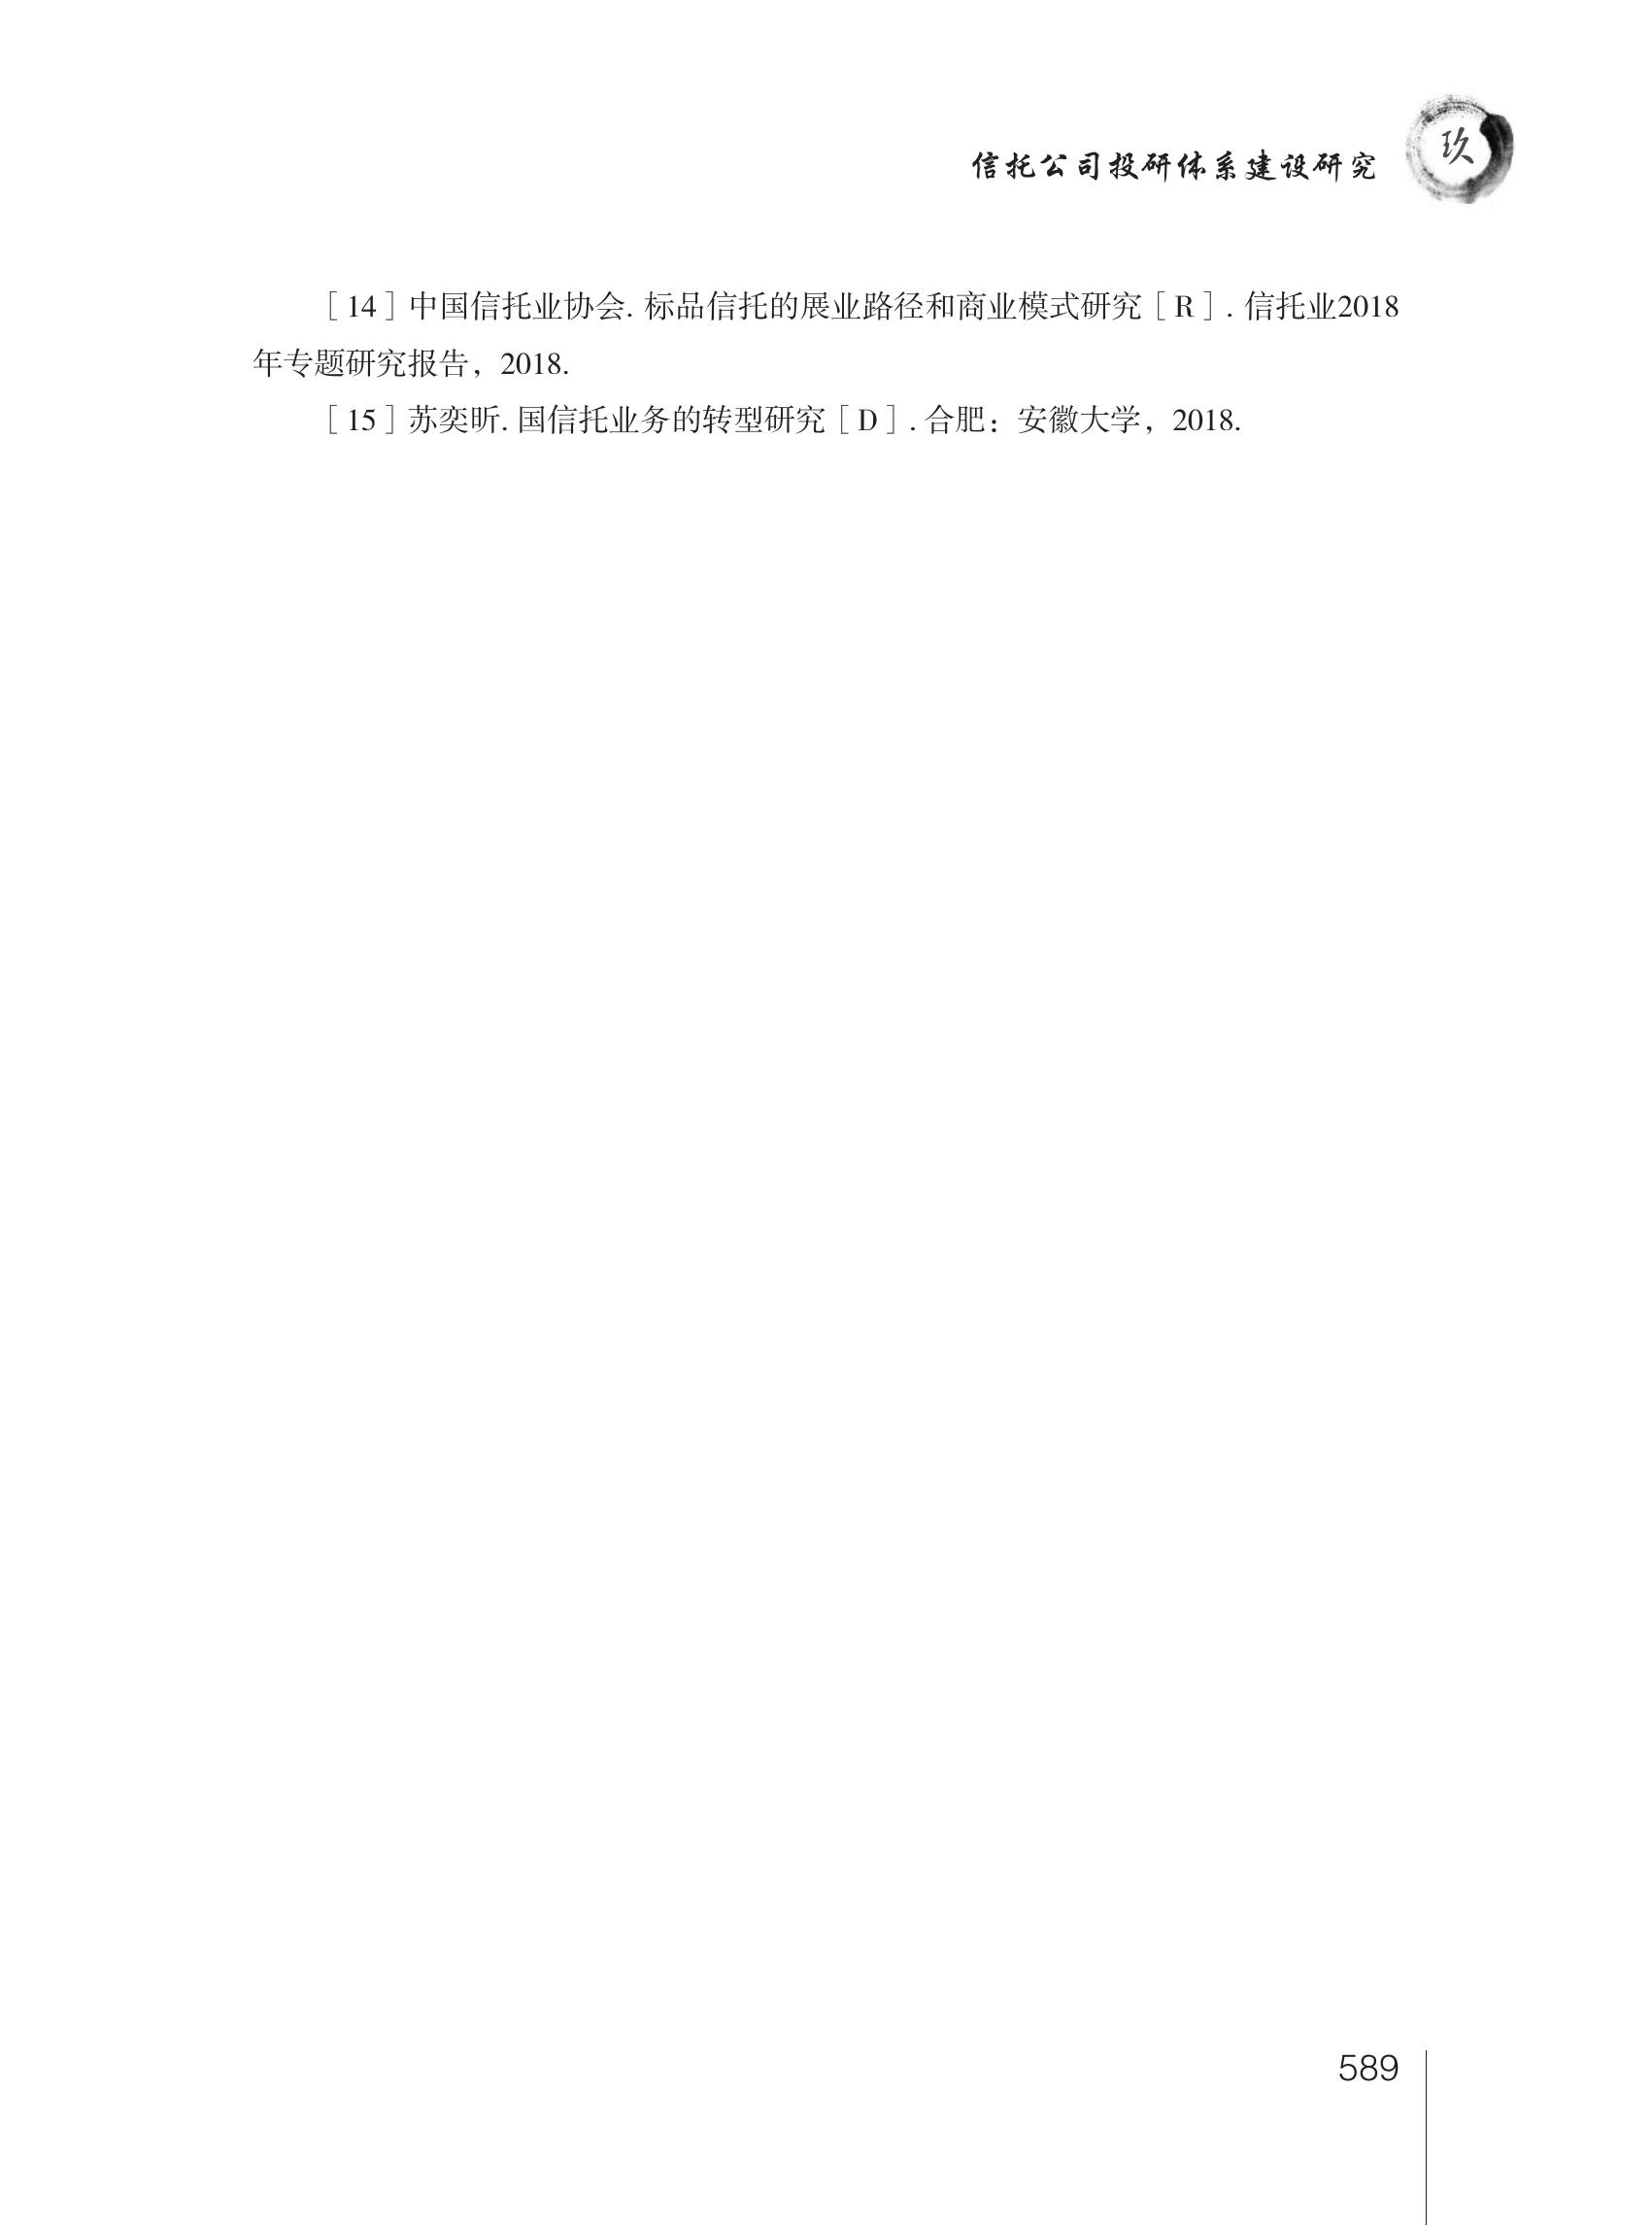 信托公司投研体系建设研究
玖
［14］中国信托业协会. 标品信托的展业路径和商业模式研究［R］. 信托业2018
年专题研究报告，2018.
［15］苏奕昕. 国信托业务的转型研究［D］. 合肥：安徽大学，2018.
589